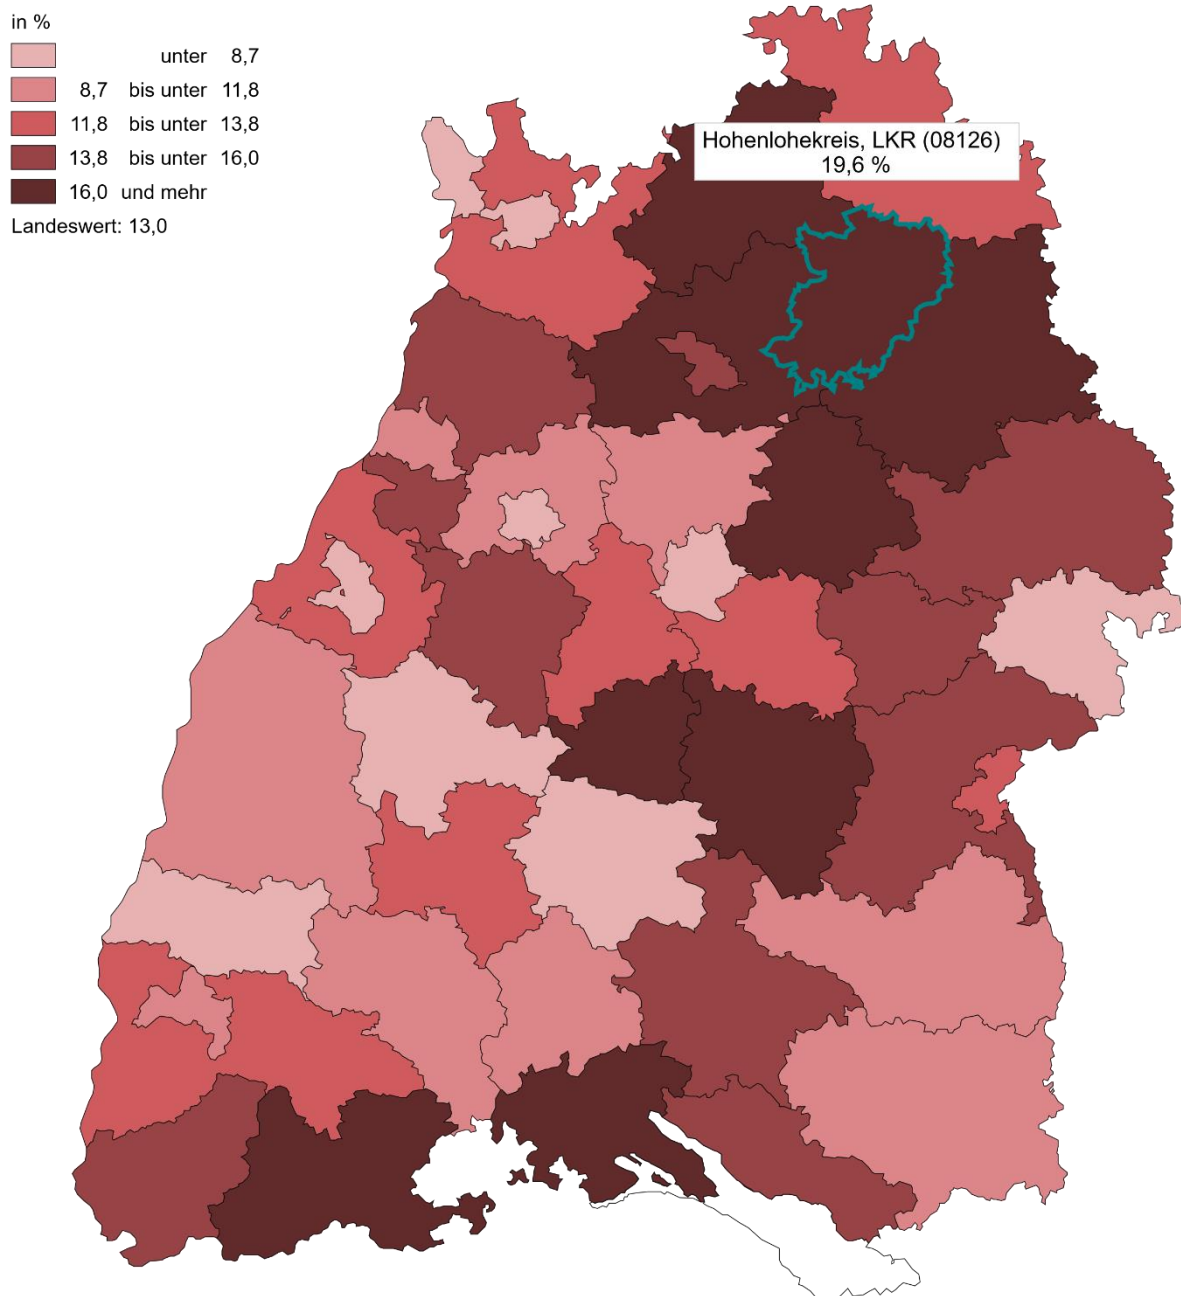 in %
unter 8,7
8,7 bis unter 11,8
11,8 bis unter 13,8
13,8 bis unter 16,0
16,0 und mehr
Landeswert: 13,0
Hohenlohekreis, LKR (08126)
19,6 %